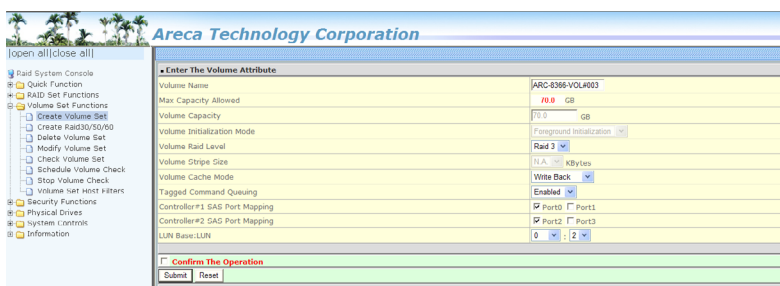 Areca Technology Corporation
|open all|close all|
Raid System Console
Quick Function
RAID Set Functions
Volume Set Functions
Create Volume Set
Create Raid30/50/60
Delete Volume Set
Modify Volume Set
Check Volume Set
Schedule Volume Check
Stop Volume Check
Volume Set Host Filters
Security Functions
Physical Drives
System Controls
Information
Enter The Volume Attribute
Volume Name ARC-8366-VOL#003
Max Capacity Allowed 70.0 GB
Volume Capacity 70.0 GB
Volume Initialization Mode Foreground Initialization
Volume Raid Level Raid 3
Volume Stripe Size N.A. KBytes
Volume Cache Mode Write Back
Tagged Command Queuing Enabled
Controller#1 SAS Port Mapping Port0 Port1
Controller#2 SAS Port Mapping Port2 Port3
LUN Base:LUN 0 : 2
Confirm The Operation
Submit Reset